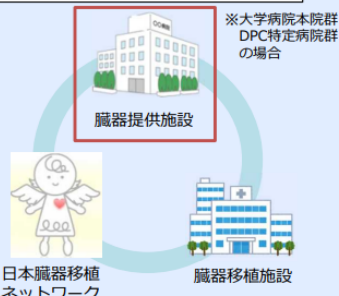 ※大学病院本院群
DPC特定病院群
の場合
臓器提供施設
日本臓器移植
ネットワーク
臓器移植施設